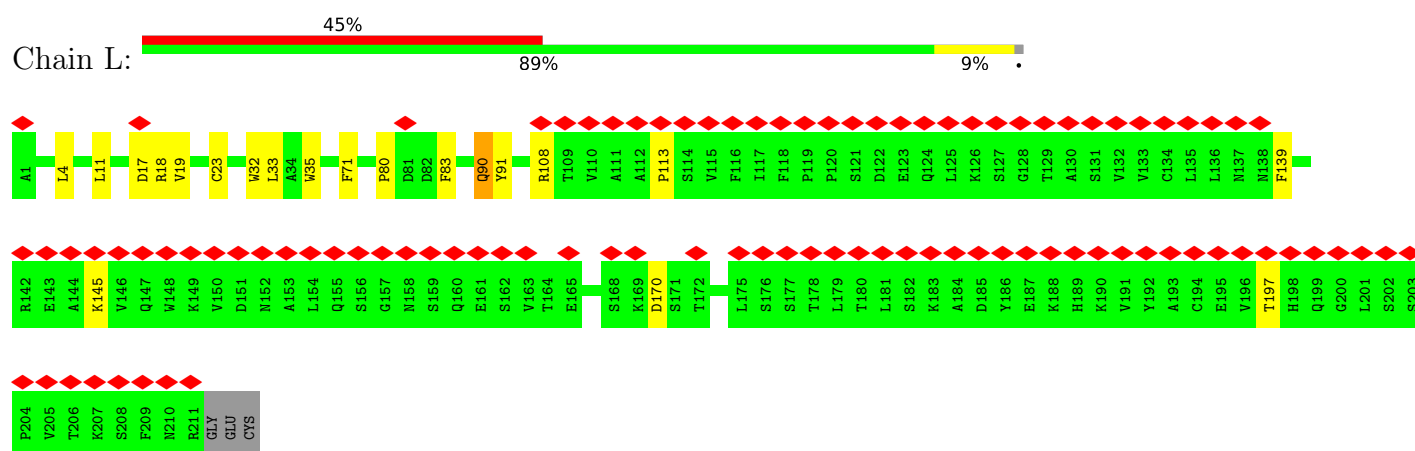 45%
Chain L:
89% 9% •
A1 L4 L11 D17 R18 V19 C23 W32 L33 A34 W35 F71 P80 D81 D82 F83 Q90 Y91 R108 T109 V110 A111 A112 P113 S114 V115 F116 I117 F118 P119 P120 S121 D122 E123 Q124 L125 K126 S127 G128 T129 A130 S131 V132 V133 C134 L135 L136 N137 N138 F139
R142 E143 A144 K145 V146 Q147 W148 K149 V150 D151 N152 A153 L154 Q155 S156 G157 N158 S159 Q160 E161 S162 V163 T164 E165 S168 K169 D170 S171 T172 L175 S176 S177 T178 L179 T180 L181 S182 K183 A184 D185 Y186 E187 K188 H189 K190 V191 Y192 A193 C194 E195 V196 T197 H198 Q199 G200 L201 S202 S203
P204 V205 T206 K207 S208 F209 N210 R211 GLY GLU CYS